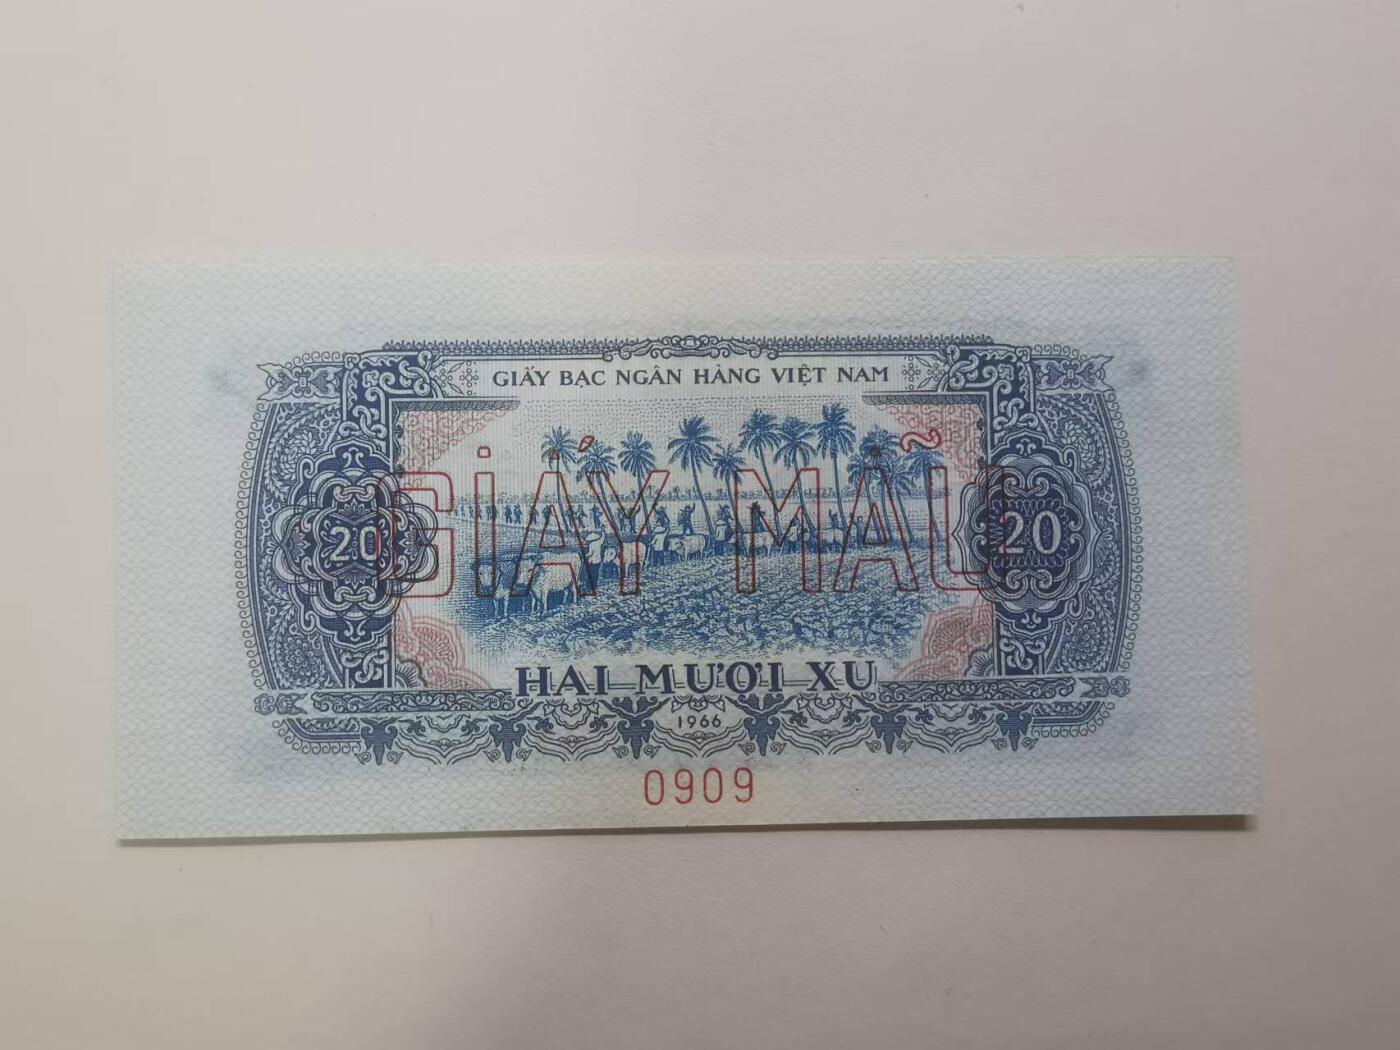 GIẤY BẠC NGÂN HÀNG VIỆT NAM
GIẤY MẪU
20
20
HAI MƯƠI XU
1966
0909